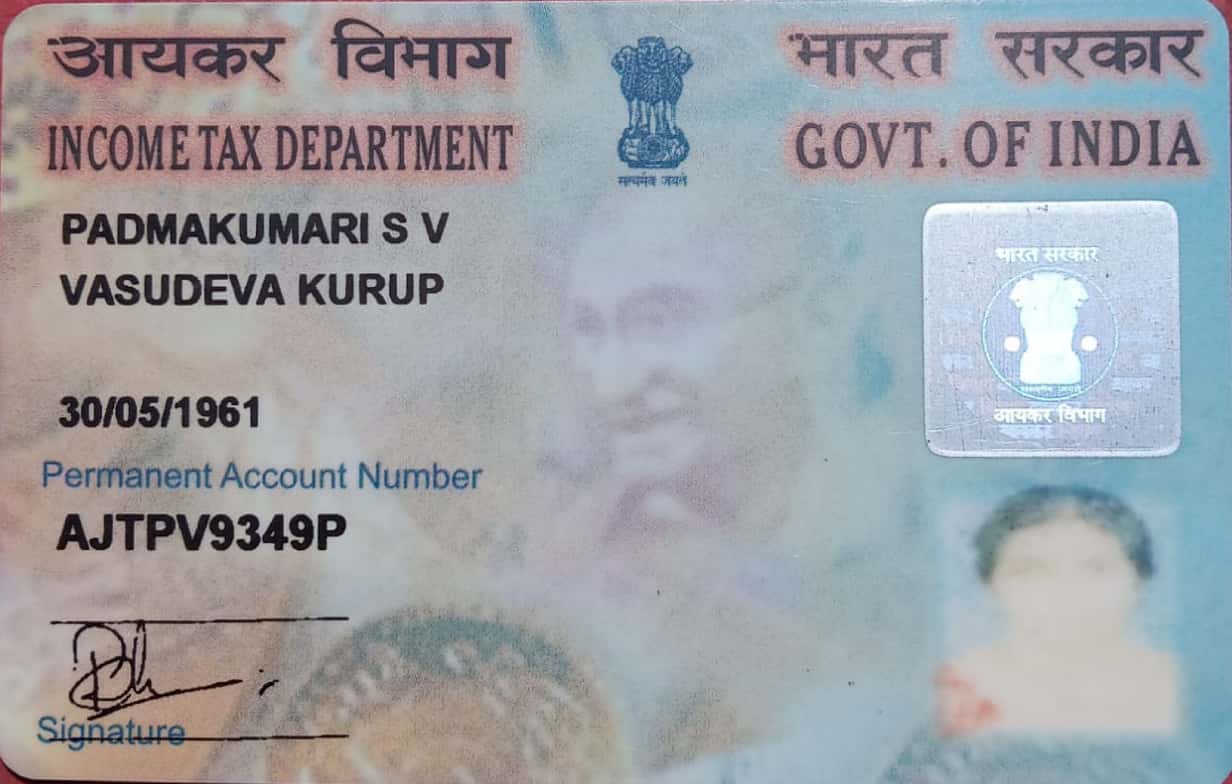 आयकर विभाग
भारत सरकार
INCOME TAX DEPARTMENT
GOVT. OF INDIA
सत्यमेव जयते
PADMAKUMARI S V
VASUDEVA KURUP
भारत सरकार
आयकर विभाग
30/05/1961
Permanent Account Number
AJTPV9349P
Signature